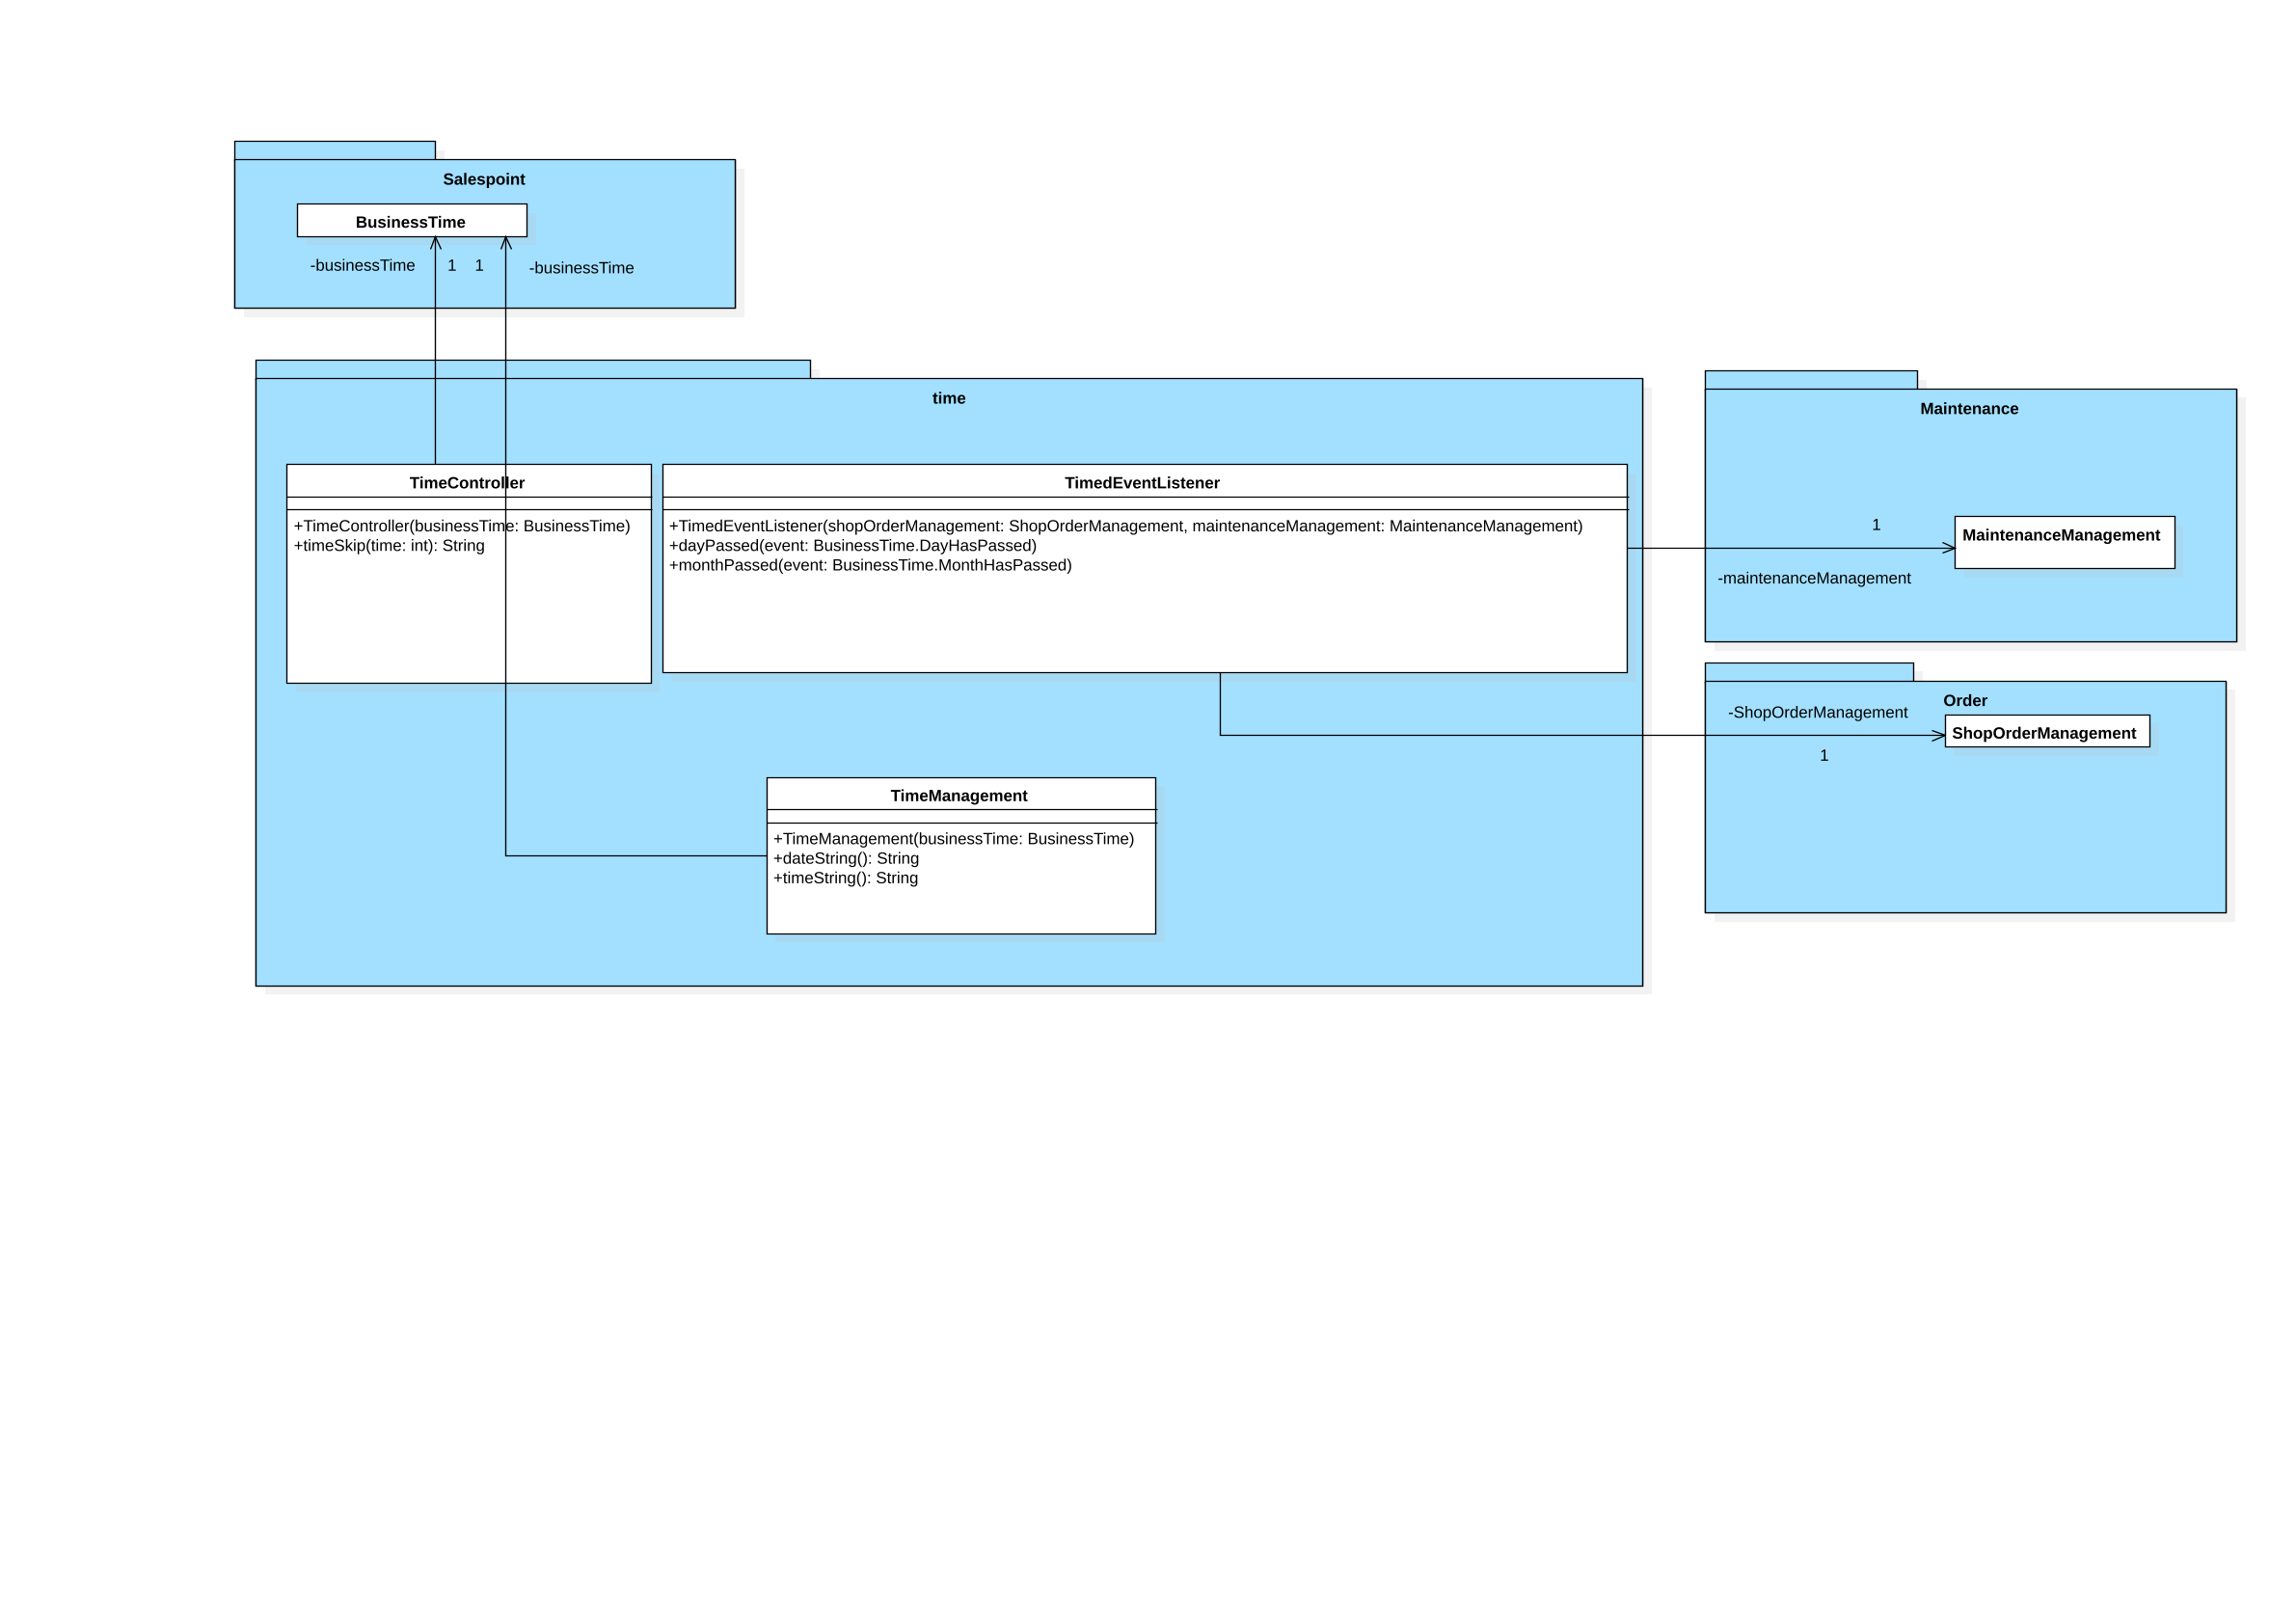 Salespoint
BusinessTime
-businessTime
1
1
-businessTime
time
TimeController
+TimeController(businessTime: BusinessTime)
+timeSkip(time: int): String
TimedEventListener
+TimedEventListener(shopOrderManagement: ShopOrderManagement, maintenanceManagement: MaintenanceManagement)
+dayPassed(event: BusinessTime.DayHasPassed)
+monthPassed(event: BusinessTime.MonthHasPassed)
Maintenance
1
MaintenanceManagement
-maintenanceManagement
Order
-ShopOrderManagement
ShopOrderManagement
1
TimeManagement
+TimeManagement(businessTime: BusinessTime)
+dateString(): String
+timeString(): String